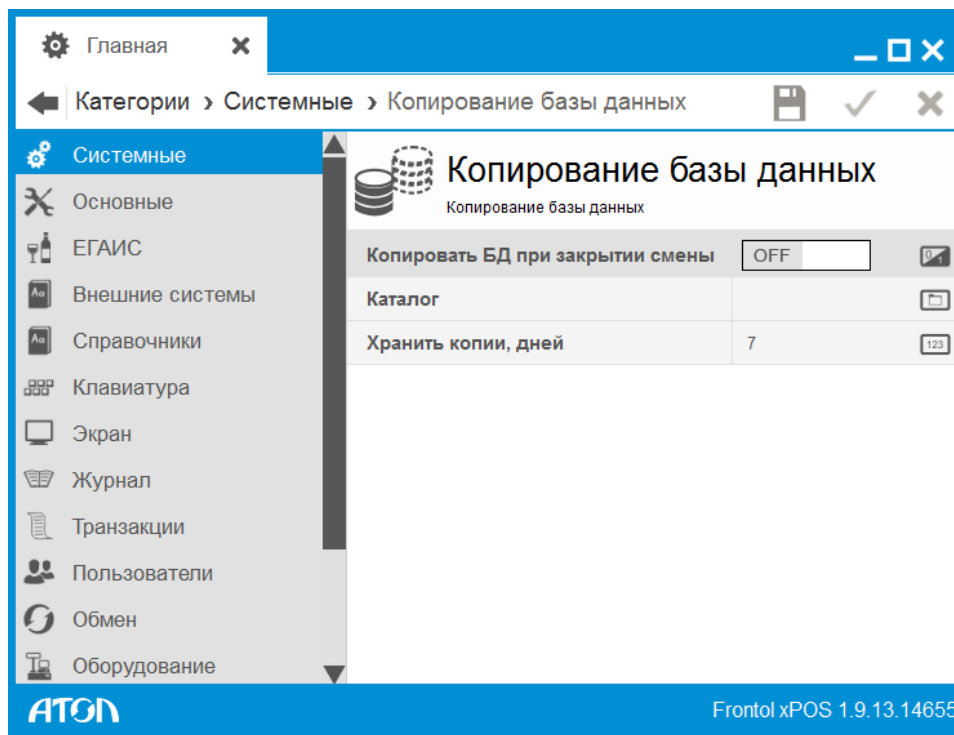 Главная
Категории › Системные › Копирование базы данных
Системные
Основные
ЕГАИС
Внешние системы
Справочники
Клавиатура
Экран
Журнал
Транзакции
Пользователи
Обмен
Оборудование
Копирование базы данных
Копирование базы данных
Копировать БД при закрытии смены OFF
Каталог
Хранить копии, дней 7 123
АТОЛ Frontol xPOS 1.9.13.14655